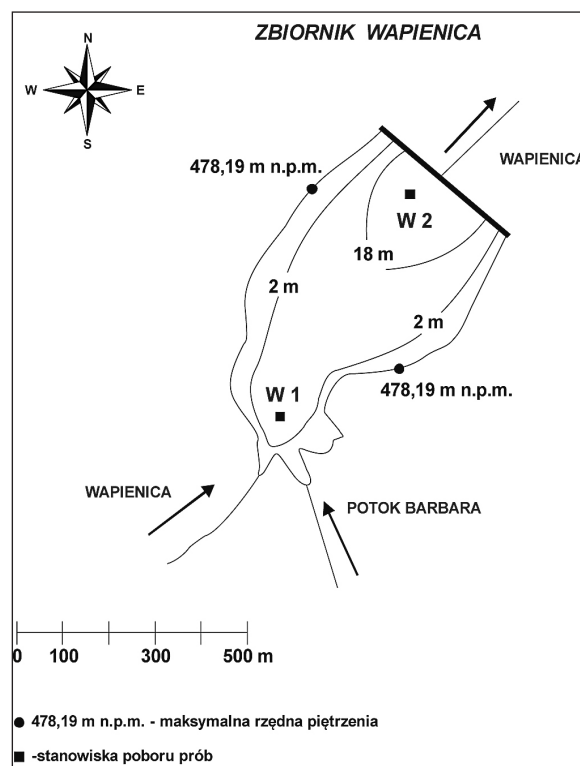 ZBIORNIK WAPIENICA
N
W
E
S
WAPIENICA
478,19 m n.p.m.
W 2
18 m
2 m
2 m
478,19 m n.p.m.
W 1
WAPIENICA
POTOK BARBARA
0 100 300 500 m
478,19 m n.p.m. - maksymalna rzędna piętrzenia
-stanowiska poboru prób